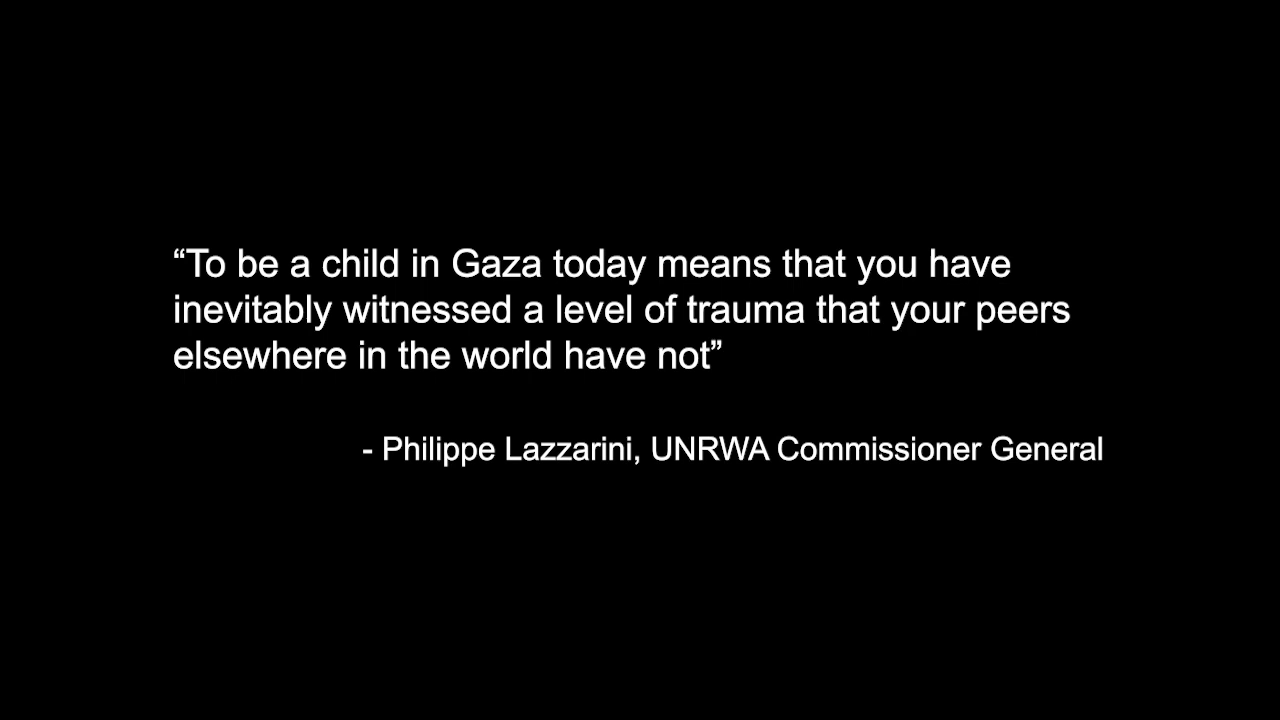 “To be a child in Gaza today means that you have
inevitably witnessed a level of trauma that your peers
elsewhere in the world have not”
- Philippe Lazzarini, UNRWA Commissioner General